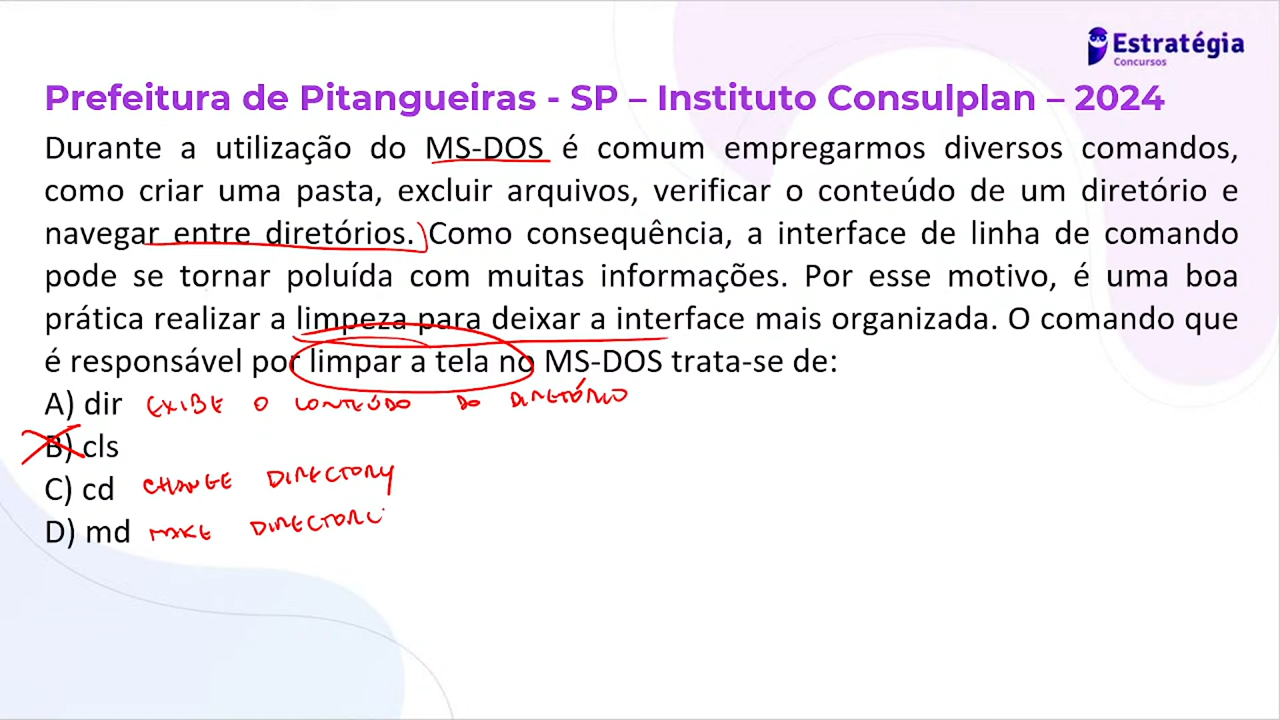 Estratégia
Concursos
Prefeitura de Pitangueiras - SP – Instituto Consulplan – 2024
Durante a utilização do MS-DOS é comum empregarmos diversos comandos,
como criar uma pasta, excluir arquivos, verificar o conteúdo de um diretório e
navegar entre diretórios. Como consequência, a interface de linha de comando
pode se tornar poluída com muitas informações. Por esse motivo, é uma boa
prática realizar a limpeza para deixar a interface mais organizada. O comando que
é responsável por limpar a tela no MS-DOS trata-se de:
A) dir EXIBE O CONTEÚDO DO DIRETÓRIO
B) cls
C) cd CHANGE DIRECTORY
D) md MAKE DIRECTORY